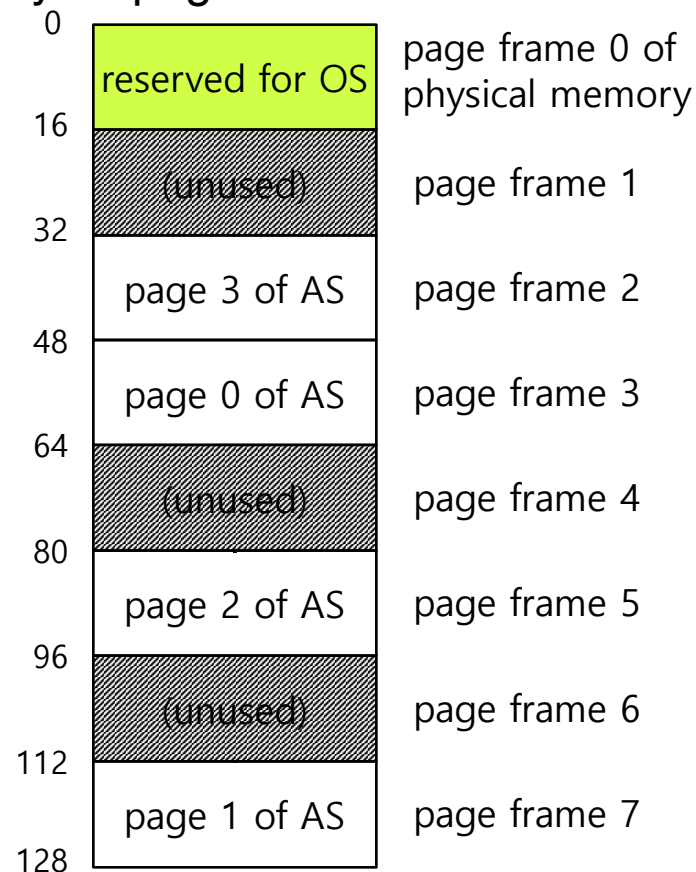 0
reserved for OS
page frame 0 of
physical memory
16
(unused)
page frame 1
32
page 3 of AS
page frame 2
48
page 0 of AS
page frame 3
64
(unused)
page frame 4
80
page 2 of AS
page frame 5
96
(unused)
page frame 6
112
page 1 of AS
page frame 7
128